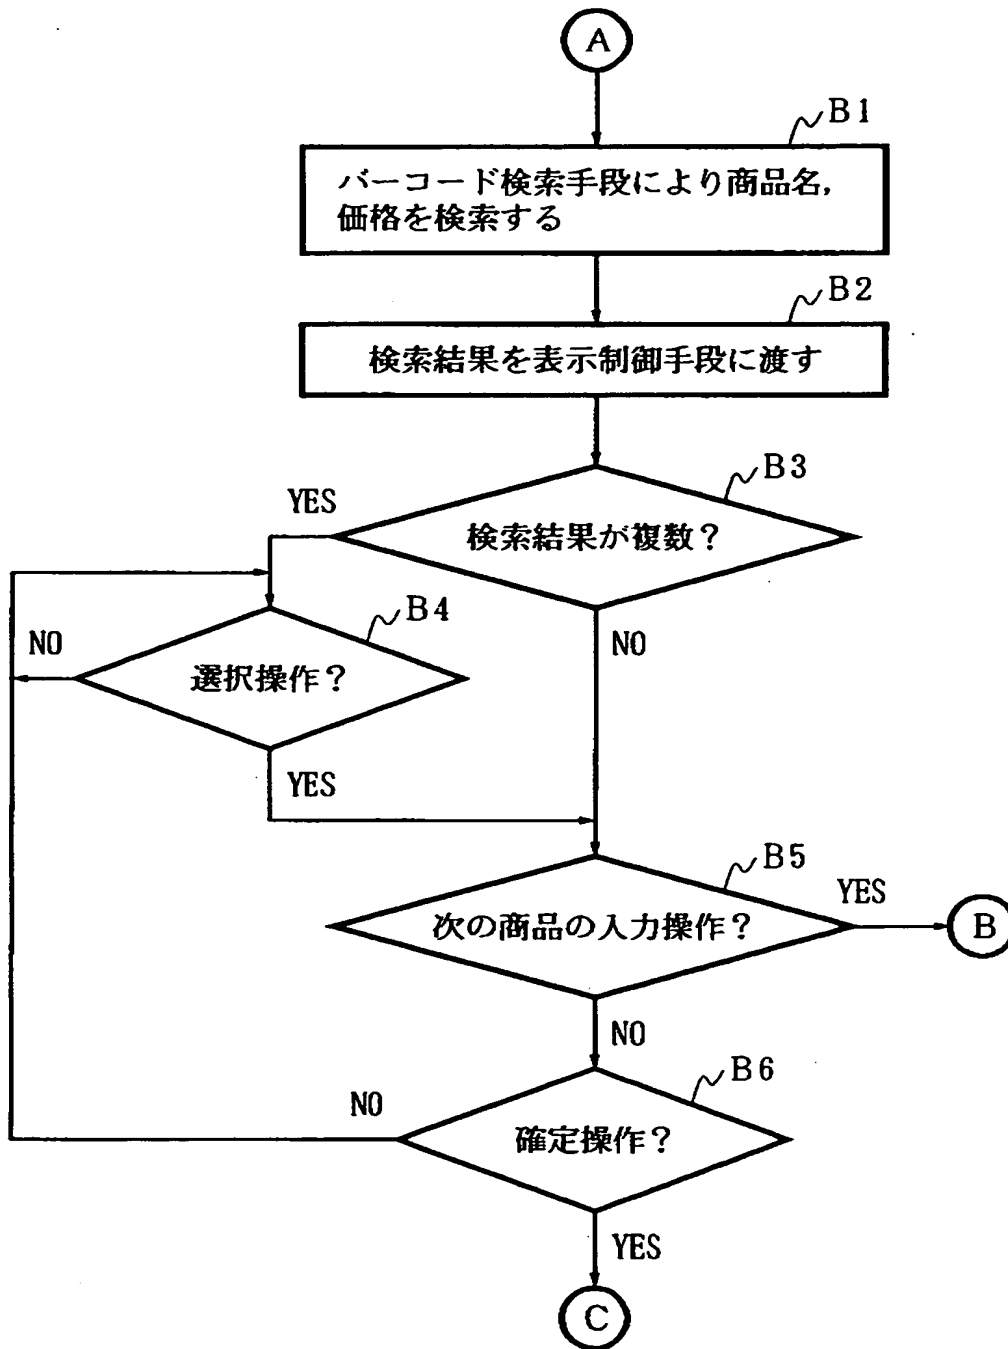 A
B1
バーコード検索手段により商品名,
価格を検索する
B2
検索結果を表示制御手段に渡す
B3
YES
検索結果が複数?
B4
NO
NO
選択操作?
YES
B5
YES
次の商品の入力操作?
B
NO
B6
NO
確定操作?
YES
C